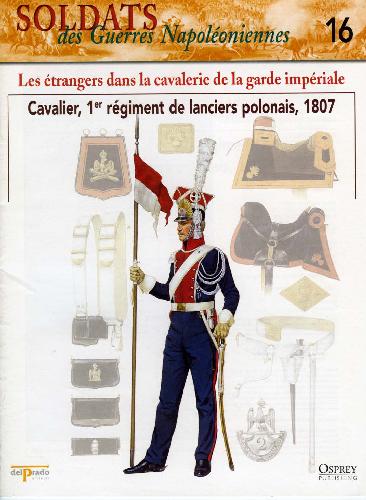 SOLDATS
des Guerres Napoléoniennes
16
Les étrangers dans la cavalerie de la garde impériale
Cavalier, 1er régiment de lanciers polonais, 1807
2
delPrado
OSPREY
PUBLISHING